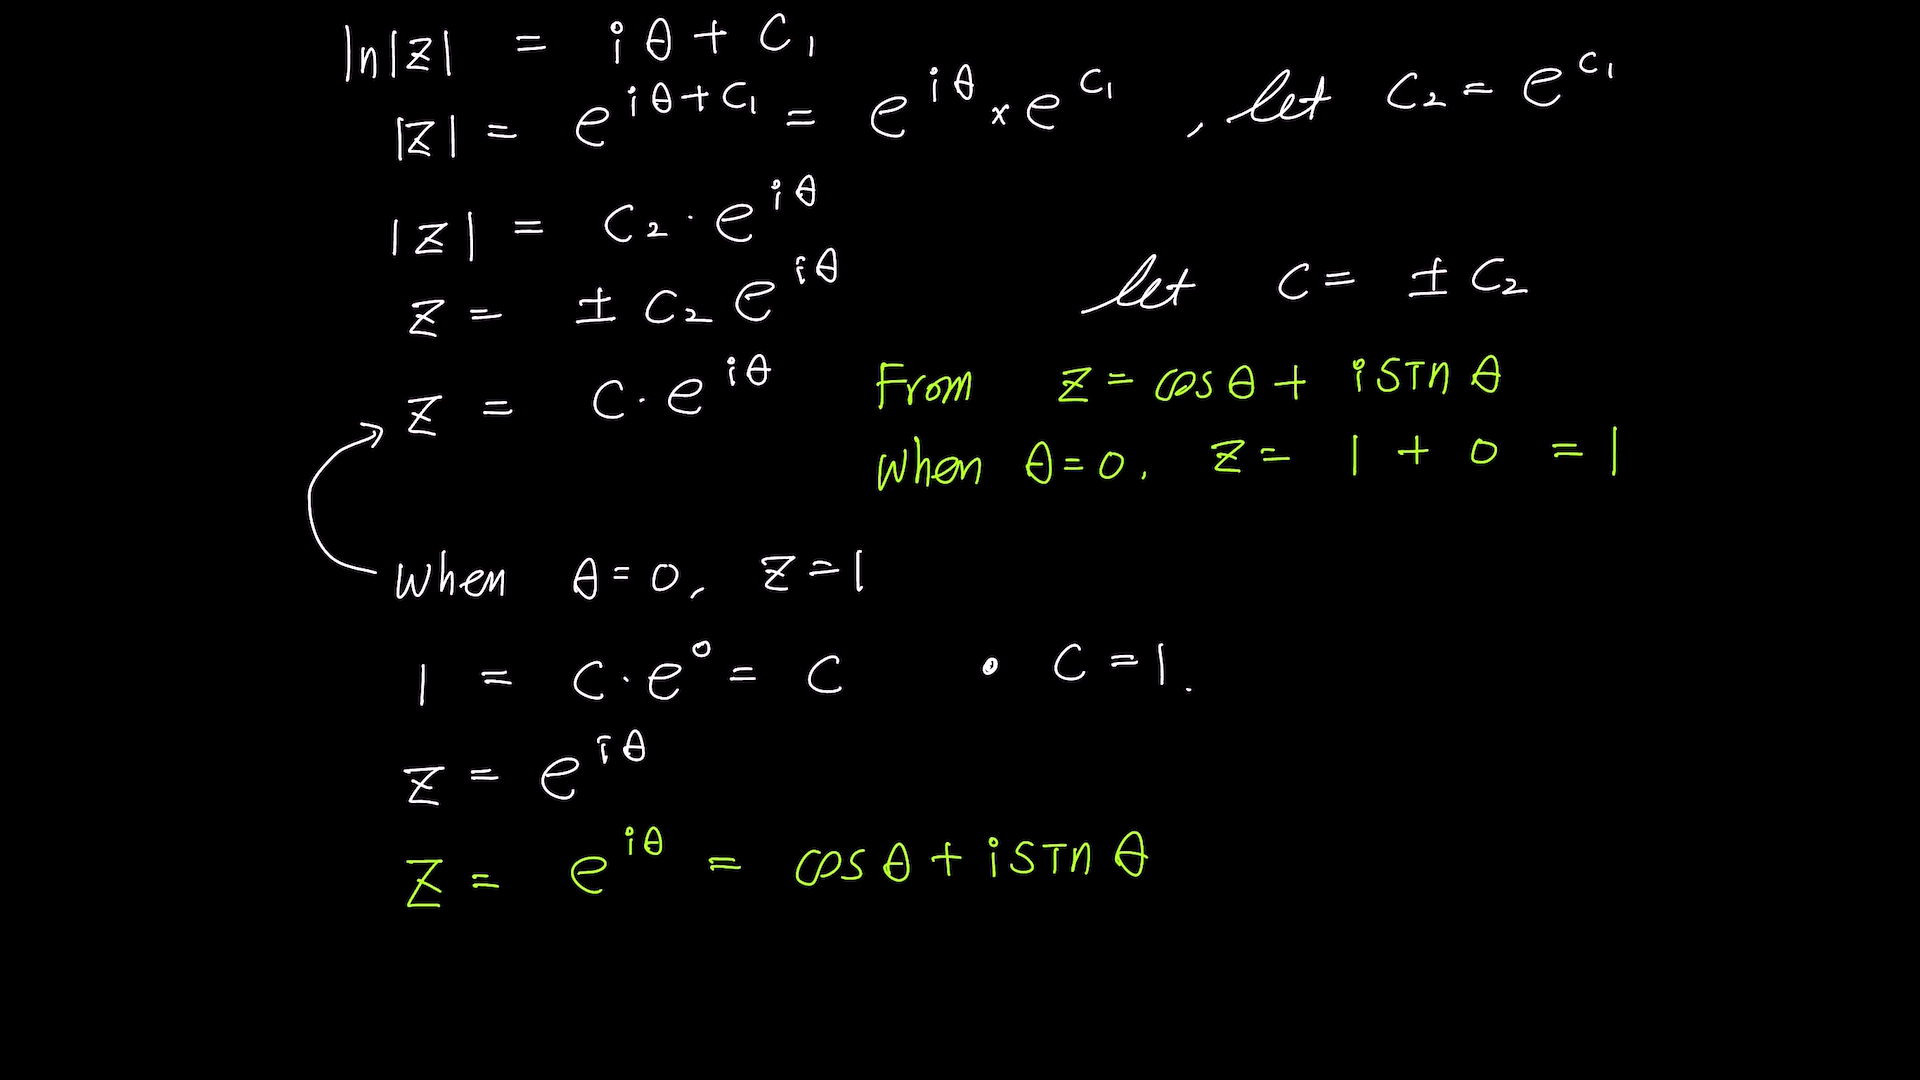 ln|z| = iθ + C₁
|z| = e^{iθ+C₁} = e^{iθ} × e^{C₁} , let C₂ = e^{C₁}
|z| = C₂ · e^{iθ}
z = ± C₂ e^{iθ} let C = ± C₂
z = C · e^{iθ} From z = cos θ + i sin θ
When θ = 0, z = 1 + 0 = 1
When θ = 0, z = 1
1 = C · e⁰ = C • C = 1.
z = e^{iθ}
z = e^{iθ} = cos θ + i sin θ